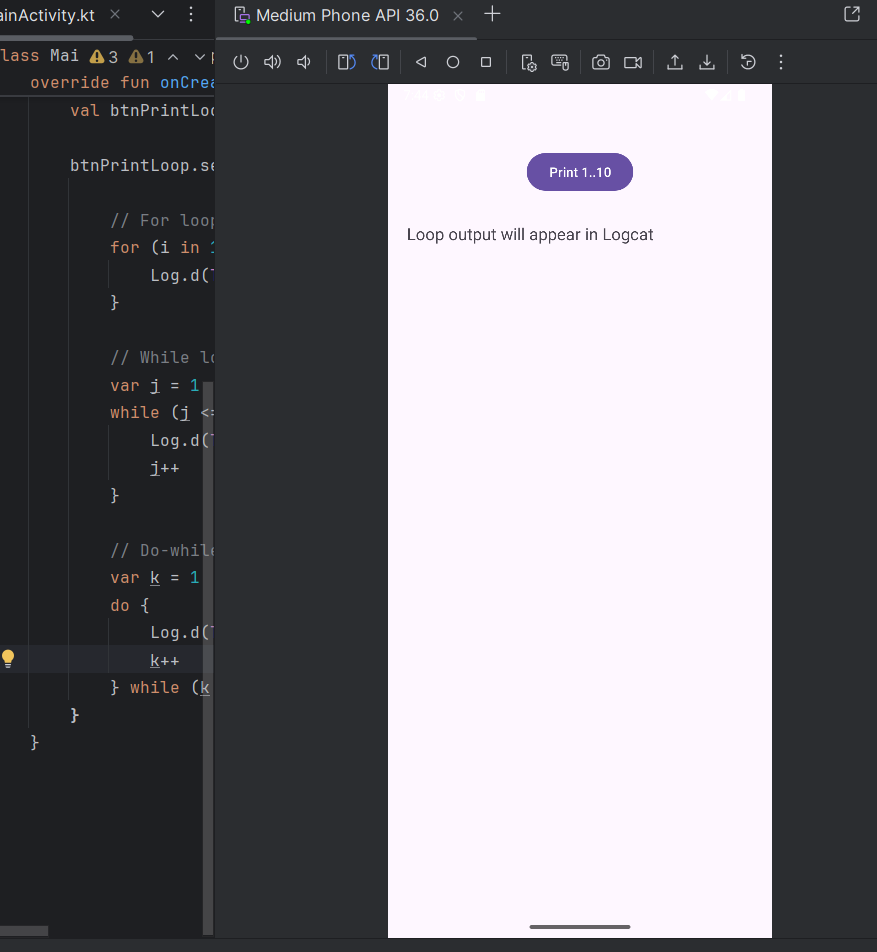 ainActivity.kt
Medium Phone API 36.0
lass Mai 3 1
override fun onCrea
val btnPrintLoo
btnPrintLoop.se
// For loop
for (i in 1
Log.d(T
}
// While lo
var j = 1
while (j <=
Log.d(T
j++
}
// Do-while
var k = 1
do {
Log.d(T
k++
} while (k
}
}
Print 1..10
Loop output will appear in Logcat